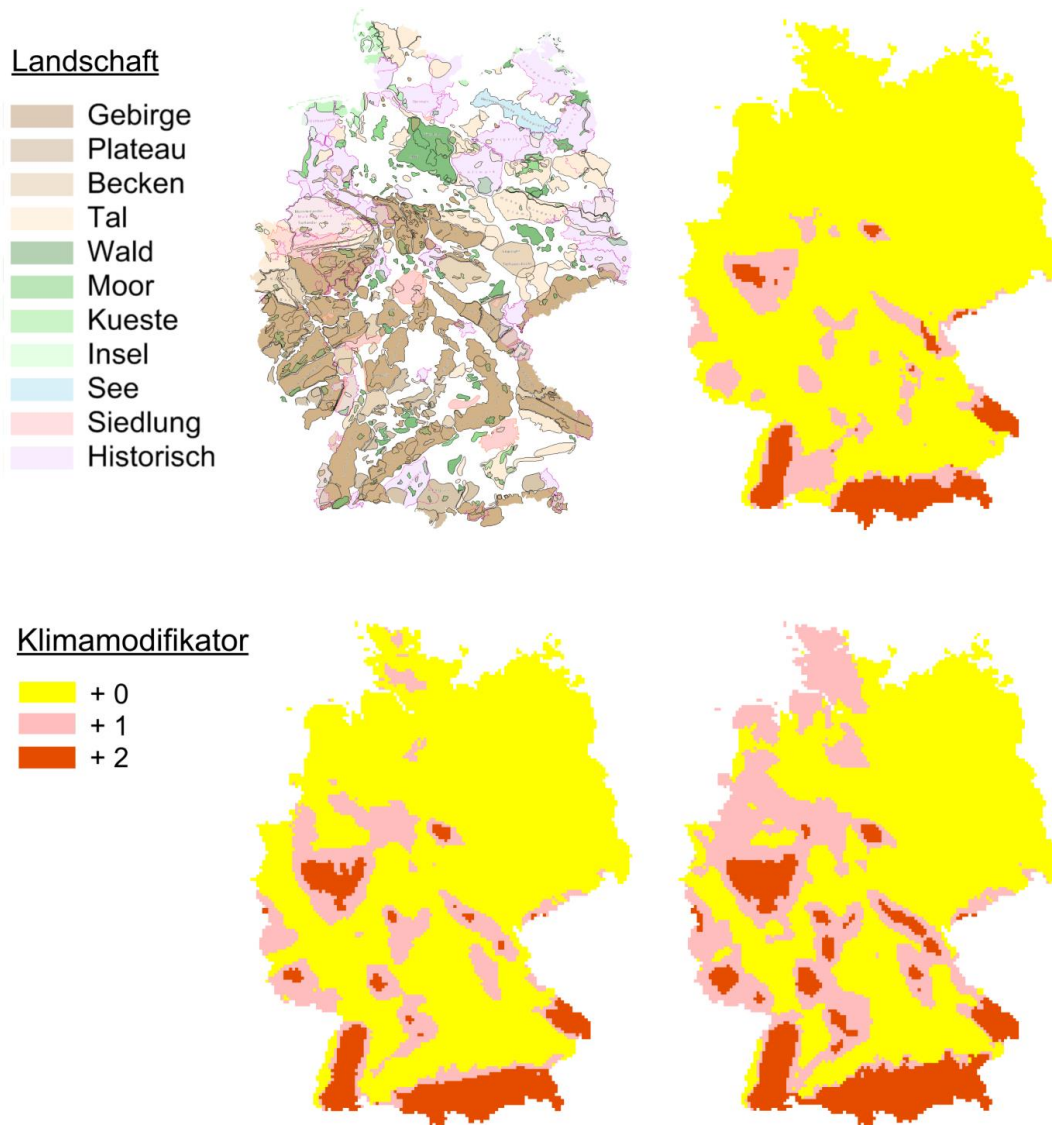 Landschaft
Gebirge
Plateau
Becken
Tal
Wald
Moor
Kueste
Insel
See
Siedlung
Historisch
Klimamodifikator
+ 0
+ 1
+ 2